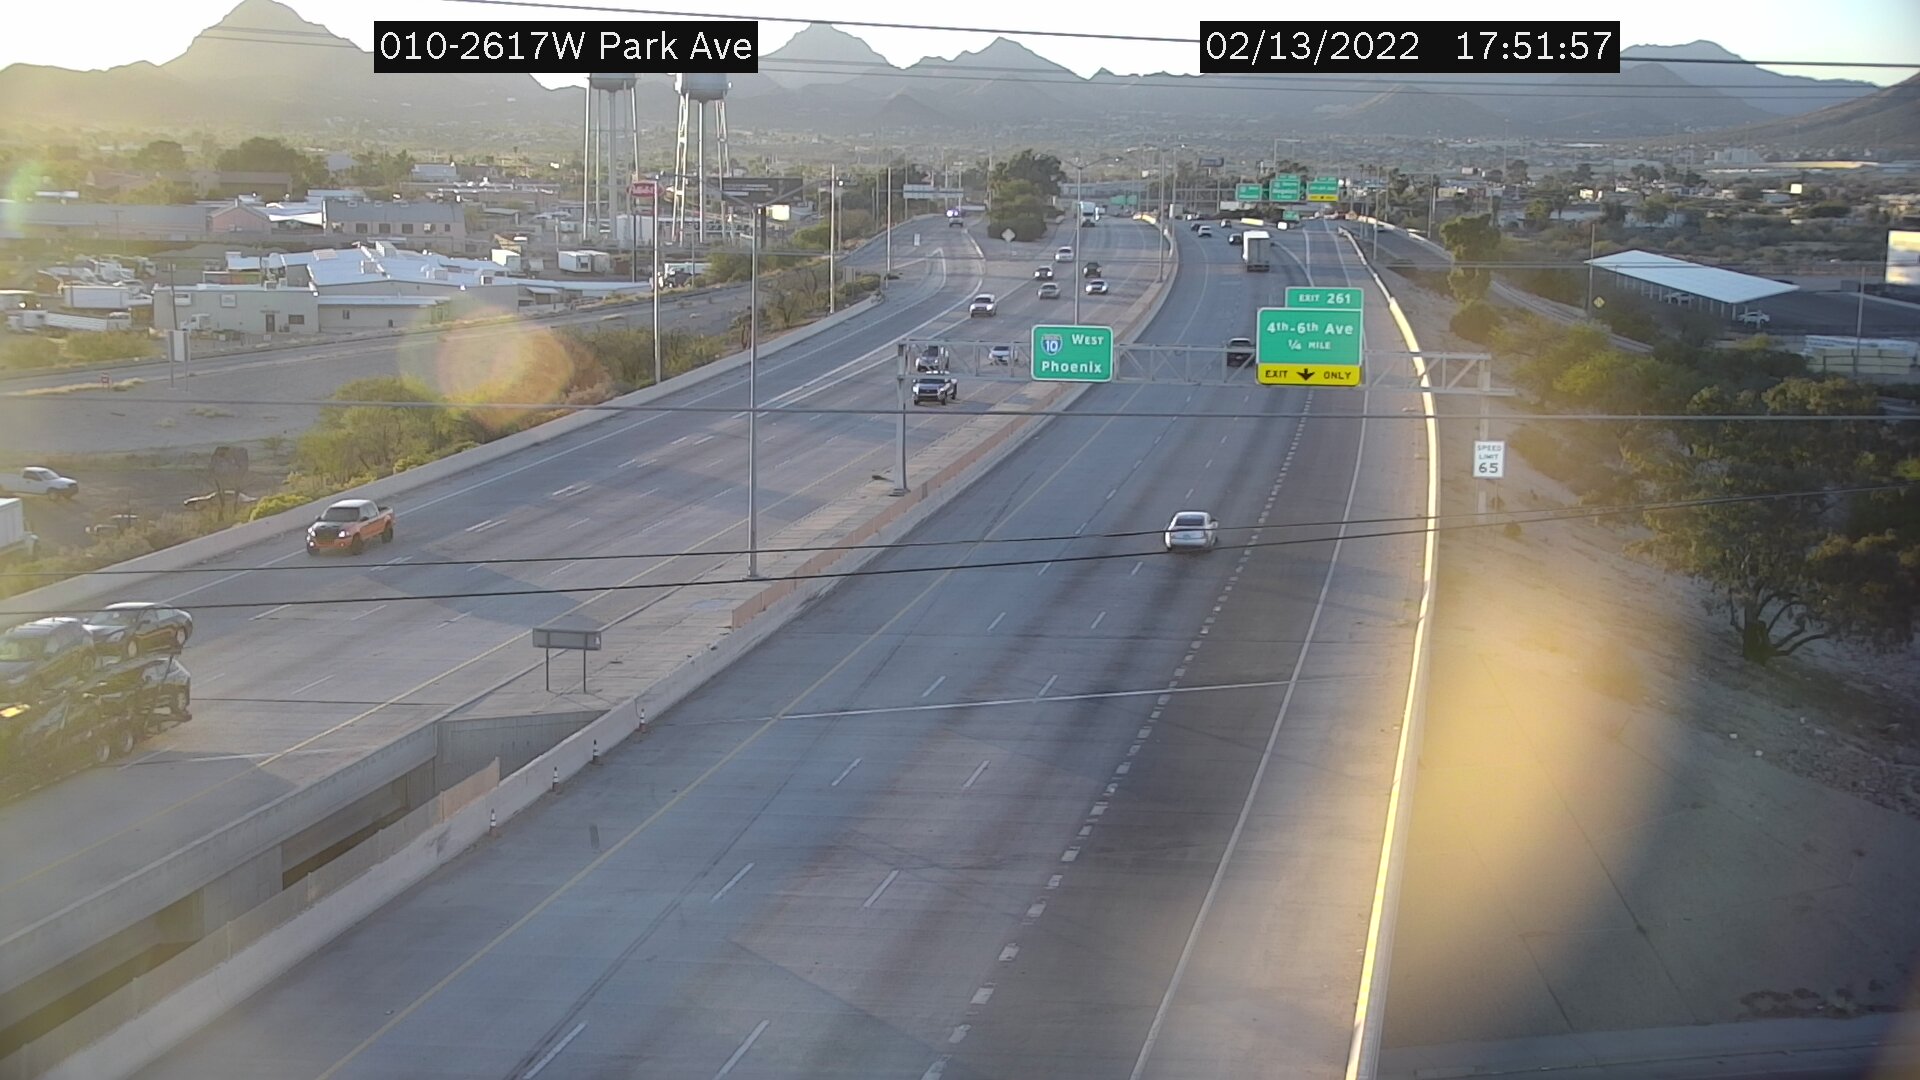 010-2617W Park Ave
02/13/2022 17:51:57
EXIT 261
10 WEST
Phoenix
4th-6th Ave
1/4 MILE
EXIT ONLY
SPEED
LIMIT
65